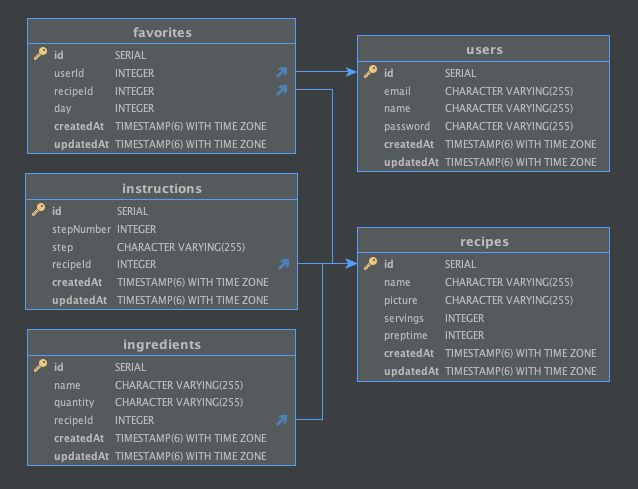 favorites
id SERIAL
userId INTEGER
recipeId INTEGER
day INTEGER
createdAt TIMESTAMP(6) WITH TIME ZONE
updatedAt TIMESTAMP(6) WITH TIME ZONE
users
id SERIAL
email CHARACTER VARYING(255)
name CHARACTER VARYING(255)
password CHARACTER VARYING(255)
createdAt TIMESTAMP(6) WITH TIME ZONE
updatedAt TIMESTAMP(6) WITH TIME ZONE
instructions
id SERIAL
stepNumber INTEGER
step CHARACTER VARYING(255)
recipeId INTEGER
createdAt TIMESTAMP(6) WITH TIME ZONE
updatedAt TIMESTAMP(6) WITH TIME ZONE
recipes
id SERIAL
name CHARACTER VARYING(255)
picture CHARACTER VARYING(255)
servings INTEGER
preptime INTEGER
createdAt TIMESTAMP(6) WITH TIME ZONE
updatedAt TIMESTAMP(6) WITH TIME ZONE
ingredients
id SERIAL
name CHARACTER VARYING(255)
quantity CHARACTER VARYING(255)
recipeId INTEGER
createdAt TIMESTAMP(6) WITH TIME ZONE
updatedAt TIMESTAMP(6) WITH TIME ZONE